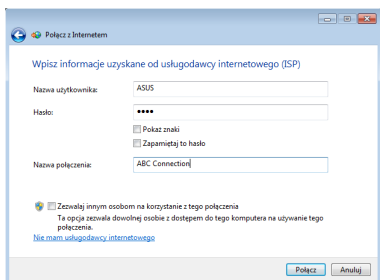 Połącz z Internetem
Wpisz informacje uzyskane od usługodawcy internetowego (ISP)
Nazwa użytkownika: ASUS
Hasło: ••••
Pokaż znaki
Zapamiętaj to hasło
Nazwa połączenia: ABC Connection
Zezwalaj innym osobom na korzystanie z tego połączenia
Ta opcja zezwala dowolnej osobie z dostępem do tego komputera na używanie tego
połączenia.
Nie mam usługodawcy internetowego
Połącz Anuluj